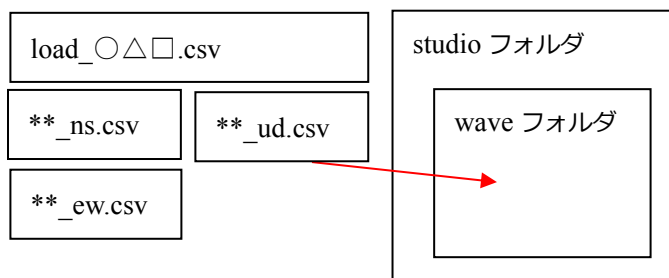 load_○△□.csv
**_ns.csv
**_ud.csv
**_ew.csv
studio フォルダ
wave フォルダ